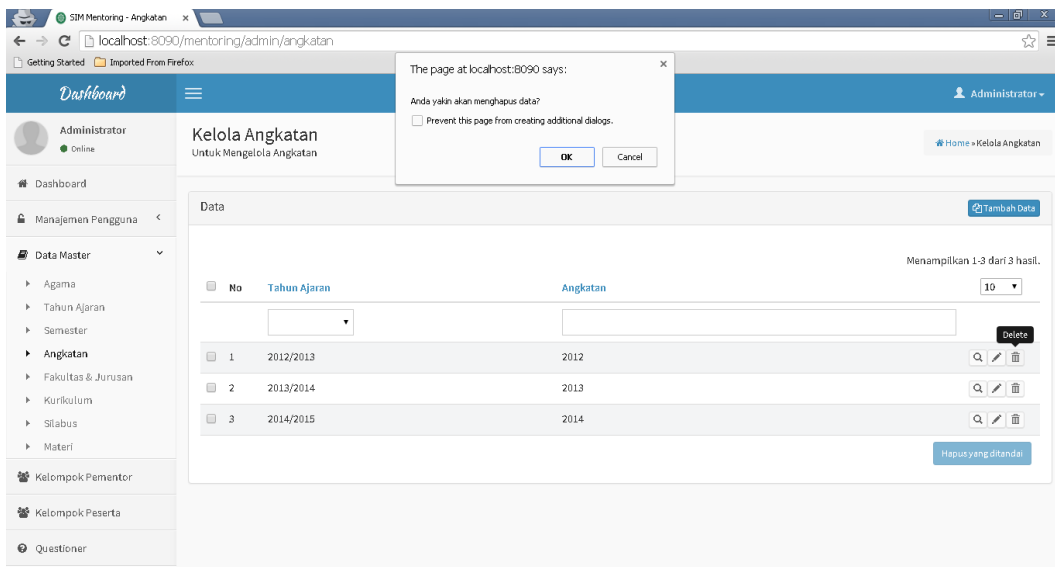 SIM Mentoring - Angkatan
localhost:8090/mentoring/admin/angkatan
Getting Started Imported From Firefox
The page at localhost:8090 says:
Anda yakin akan menghapus data?
Prevent this page from creating additional dialogs.
OK Cancel
Dashboard
Administrator
Administrator
Online
Kelola Angkatan
Untuk Mengelola Angkatan
Home » Kelola Angkatan
Dashboard
Manajemen Pengguna
Data Master
Agama
Tahun Ajaran
Semester
Angkatan
Fakultas & Jurusan
Kurikulum
Silabus
Materi
Kelompok Pementor
Kelompok Peserta
Questioner
Data
Tambah Data
Menampilkan 1-3 dari 3 hasil.
No Tahun Ajaran Angkatan 10
Delete
1 2012/2013 2012
2 2013/2014 2013
3 2014/2015 2014
Hapus yang ditandai